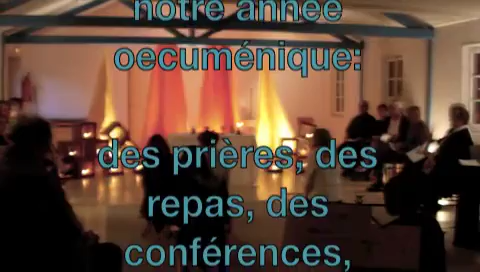 notre année
oecuménique:
des prières, des
repas, des
conférences,